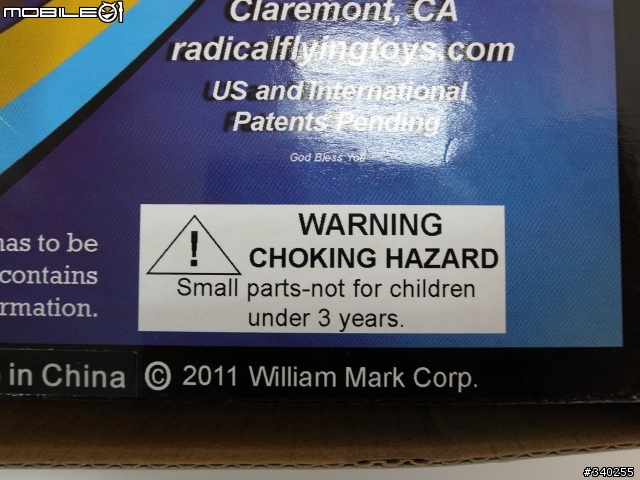 MOBILE01
Claremont, CA
radicalflyingtoys.com
US and International
Patents Pending
God Bless You
has to be
contains
rmation.
!
WARNING
CHOKING HAZARD
Small parts-not for children
under 3 years.
in China
© 2011 William Mark Corp.
#340255